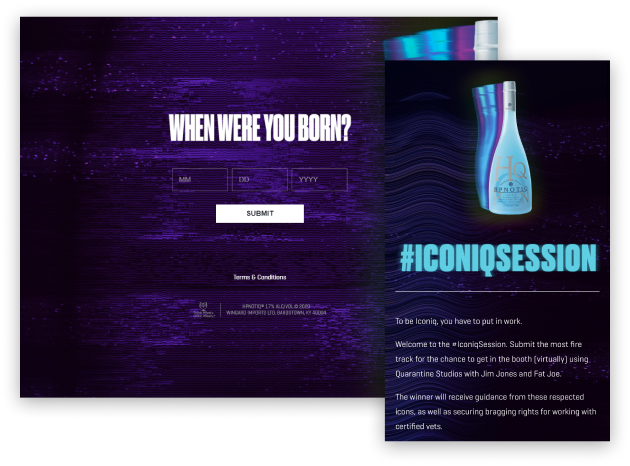 WHEN WERE YOU BORN?
MM
DD
YYYY
SUBMIT
Terms & Conditions
HPNOTIQ® 17% ALC/VOL © 2020
WINGARD IMPORTS LTD, BARDSTOWN, KY 40004
HQ
HPNOTIQ
#ICONIQSESSION
To be Iconiq, you have to put in work.
Welcome to the #IconiqSession. Submit the most fire
track for the chance to get in the booth (virtually) using
Quarantine Studios with Jim Jones and Fat Joe.
The winner will receive guidance from these respected
icons, as well as securing bragging rights for working with
certified vets.